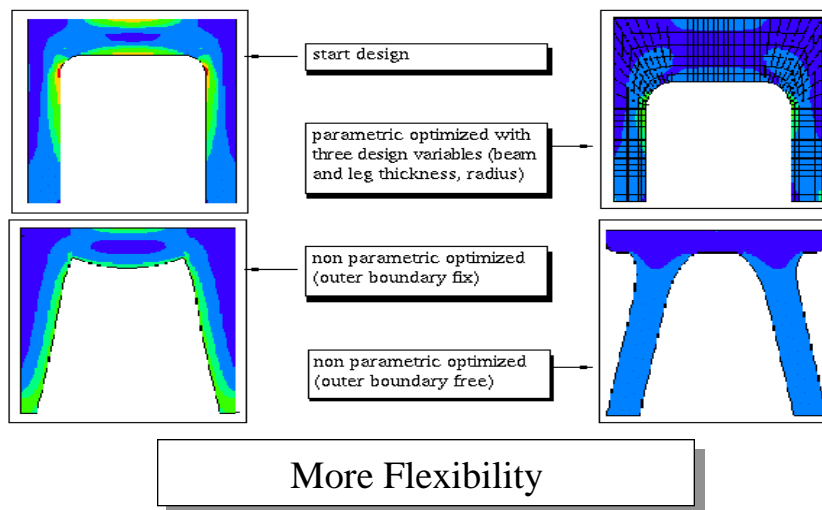 start design
parametric optimized with
three design variables (beam
and leg thickness, radius)
non parametric optimized
(outer boundary fix)
non parametric optimized
(outer boundary free)
More Flexibility